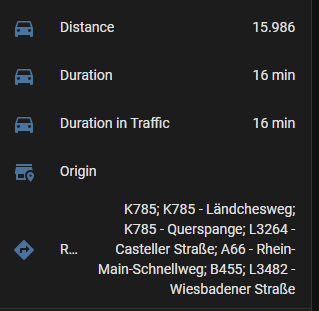 Distance 15.986
Duration 16 min
Duration in Traffic 16 min
Origin
K785; K785 - Ländchesweg;
K785 - Querspange; L3264 -
R... Casteller Straße; A66 - Rhein-
Main-Schnellweg; B455; L3482 -
Wiesbadener Straße